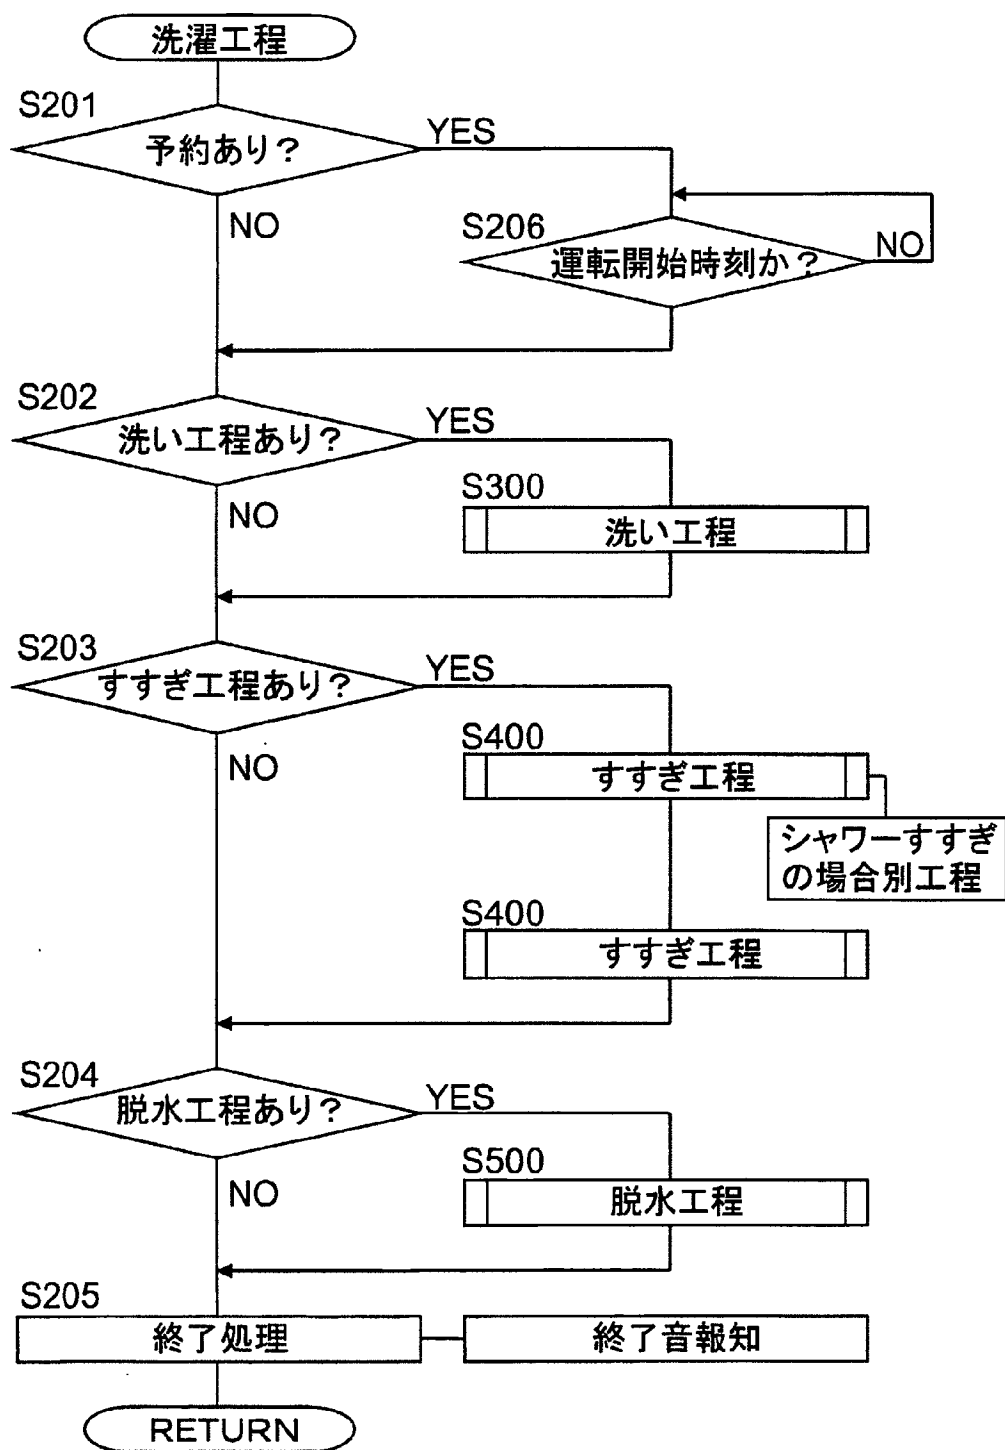 洗濯工程
S201
予約あり?
YES
NO
S206
運転開始時刻か?
NO
S202
洗い工程あり?
YES
NO
S300
洗い工程
S203
すすぎ工程あり?
YES
NO
S400
すすぎ工程
シャワーすすぎ
の場合別工程
S400
すすぎ工程
S204
脱水工程あり?
YES
NO
S500
脱水工程
S205
終了処理
終了音報知
RETURN